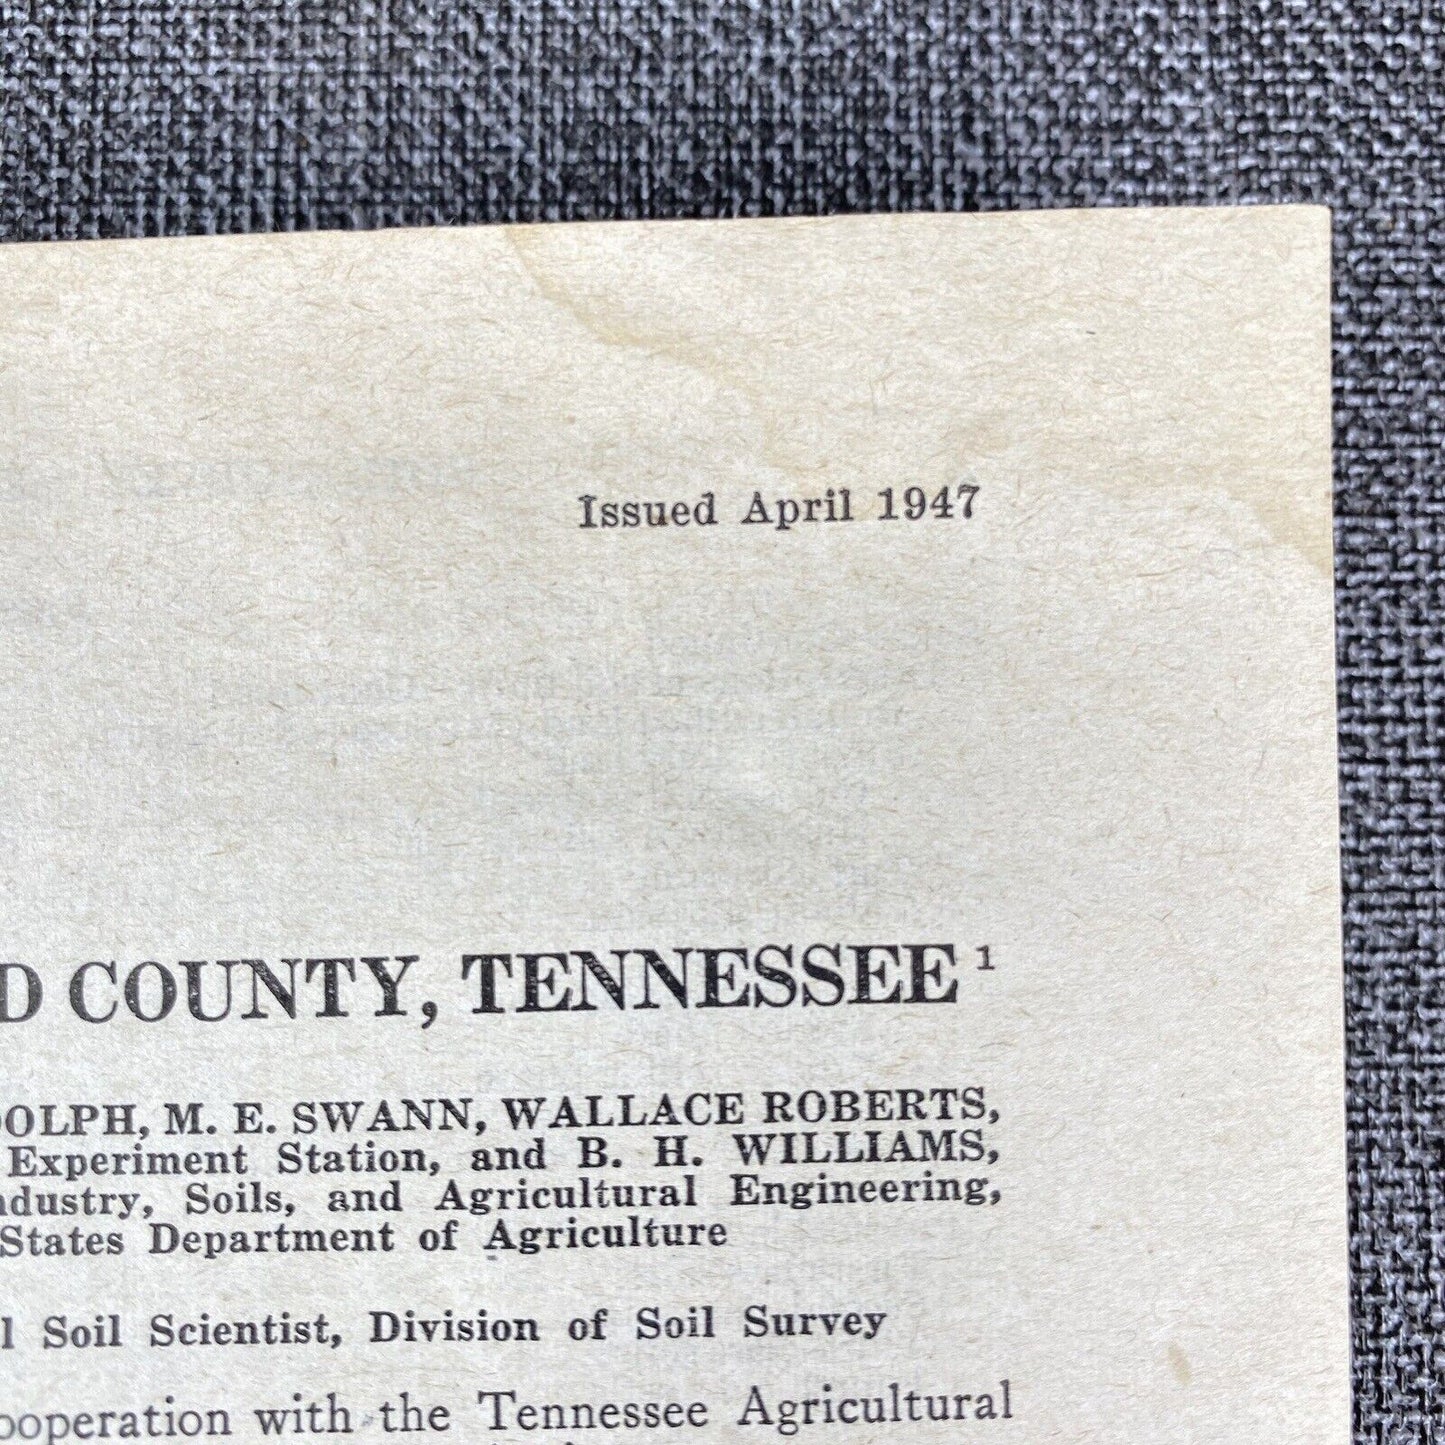 Issued April 1947
D COUNTY, TENNESSEE 1
DOLPH, M. E. SWANN, WALLACE ROBERTS,
Experiment Station, and B. H. WILLIAMS,
ndustry, Soils, and Agricultural Engineering,
States Department of Agriculture
l Soil Scientist, Division of Soil Survey
ooperation with the Tennessee Agricultural